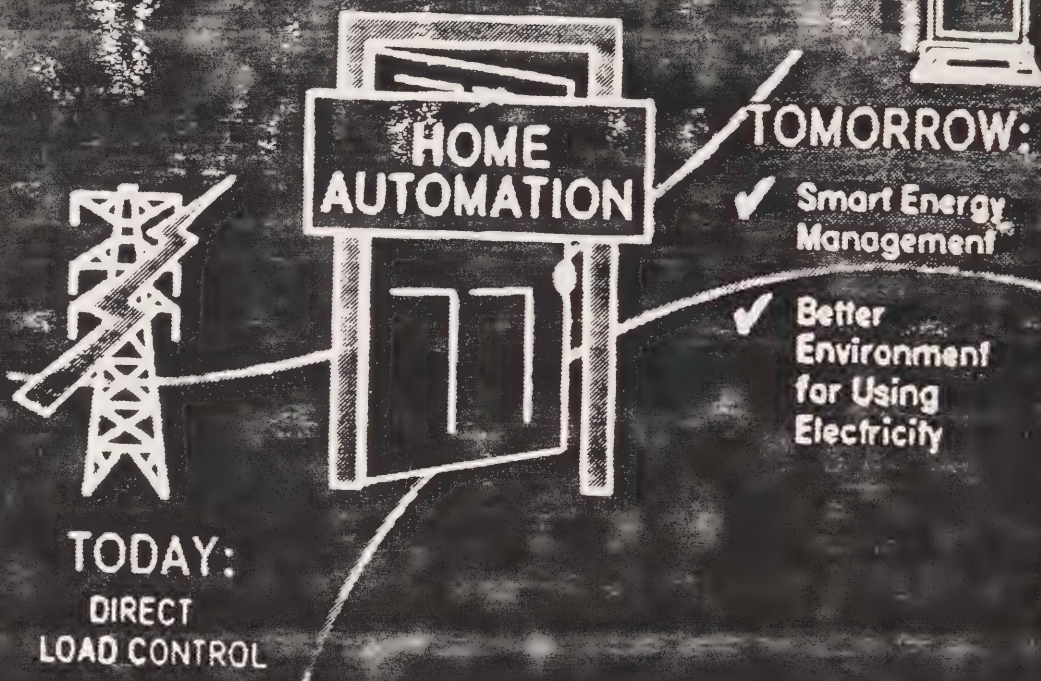 HOME
AUTOMATION
TOMORROW:
✓ Smart Energy
Management
✓ Better
Environment
for Using
Electricity
TODAY:
DIRECT
LOAD CONTROL